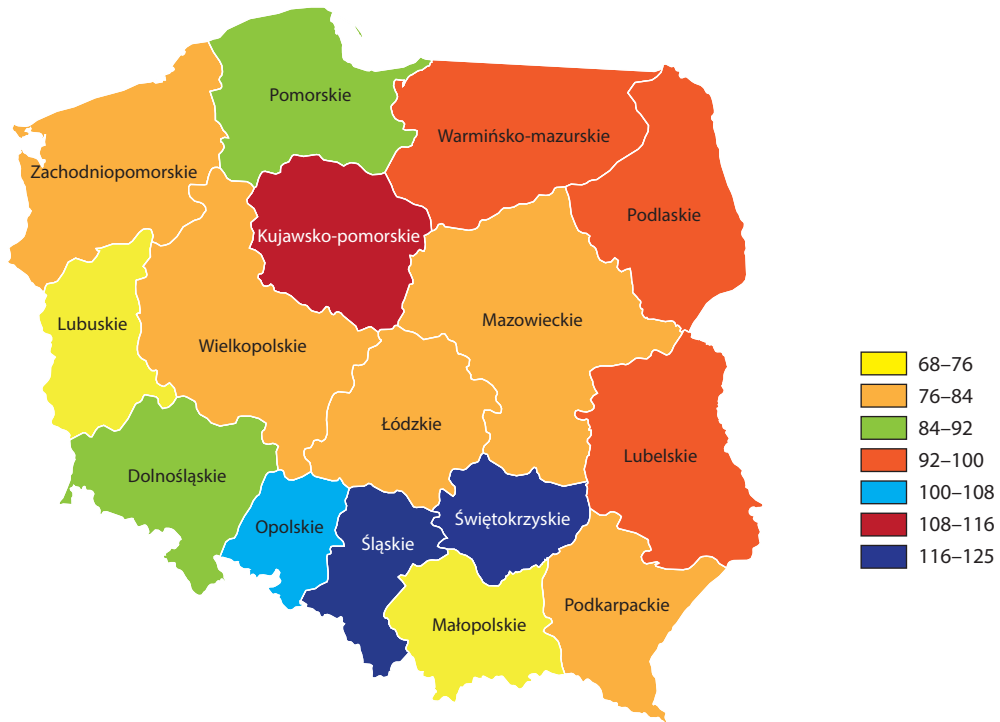 Pomorskie
Warmińsko-mazurskie
Zachodniopomorskie
Podlaskie
Kujawsko-pomorskie
Lubuskie
Mazowieckie
Wielkopolskie
Łódzkie
Lubelskie
Dolnośląskie
Opolskie
Śląskie
Świętokrzyskie
Małopolskie
Podkarpackie
68–76
76–84
84–92
92–100
100–108
108–116
116–125